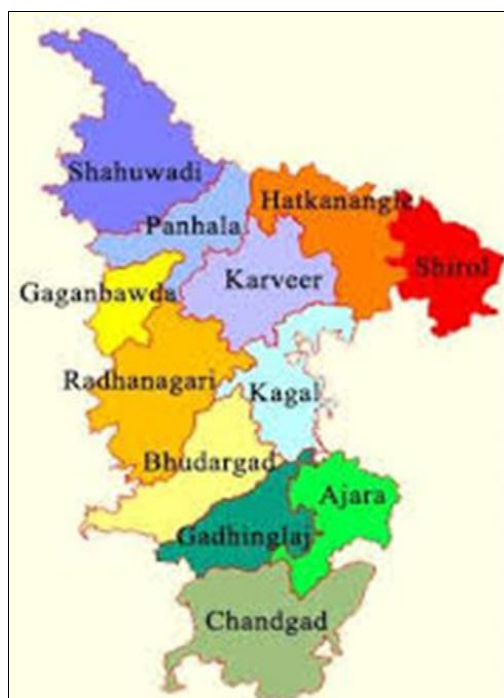 Shahuwadi
Hatkanangle
Panhala
Shirol
Karveer
Gaganbawda
Radhanagari
Kagal
Bhudargad
Ajara
Gadhinglaj
Chandgad